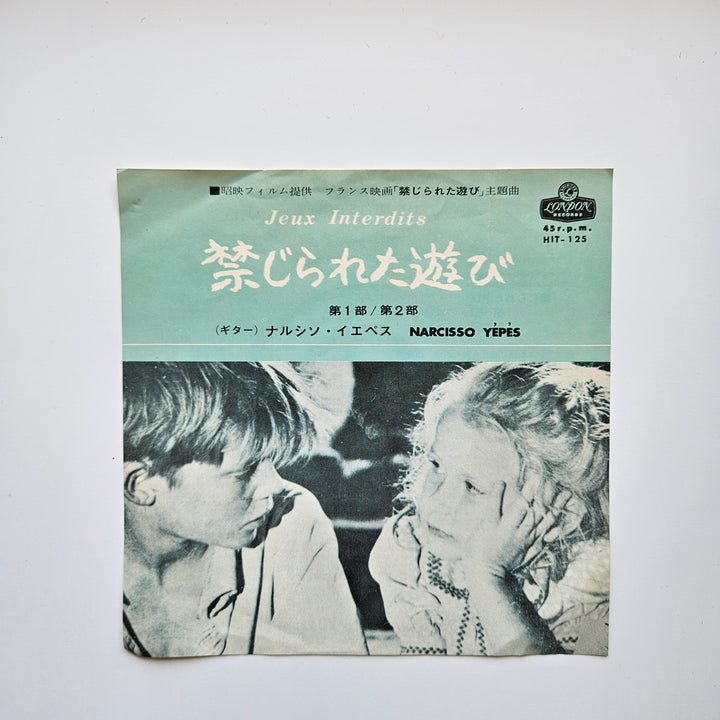 ■昭映フィルム提供 フランス映画「禁じられた遊び」主題曲
LONDON
RECORDS
45 r.p.m.
HIT-125
Jeux Interdits
禁じられた遊び
第1部/第2部
(ギター) ナルシソ・イエペス NARCISSO YÉPÈS